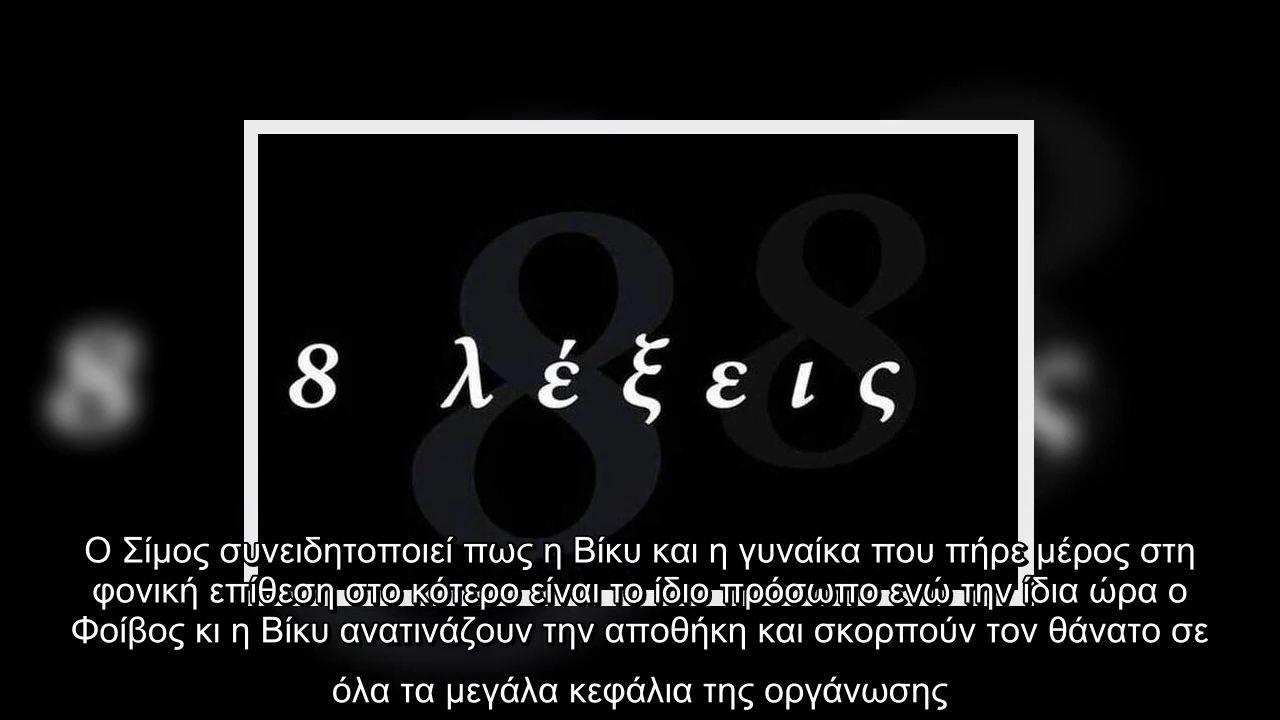 8 λέξεις
Ο Σίμος συνειδητοποιεί πως η Βίκυ και η γυναίκα που πήρε μέρος στη
φονική επίθεση στο κότερο είναι το ίδιο πρόσωπο ενώ την ίδια ώρα ο
Φοίβος κι η Βίκυ ανατινάζουν την αποθήκη και σκορπούν τον θάνατο σε
όλα τα μεγάλα κεφάλια της οργάνωσης